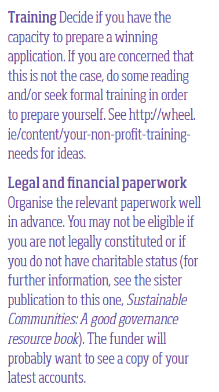 Training Decide if you have the
capacity to prepare a winning
application. If you are concerned that
this is not the case, do some reading
and/or seek formal training in order
to prepare yourself. See http://wheel.
ie/content/your-non-profit-training-
needs for ideas.
Legal and financial paperwork
Organise the relevant paperwork well
in advance. You may not be eligible if
you are not legally constituted or if
you do not have charitable status (for
further information, see the sister
publication to this one, Sustainable
Communities: A good governance
resource book). The funder will
probably want to see a copy of your
latest accounts.